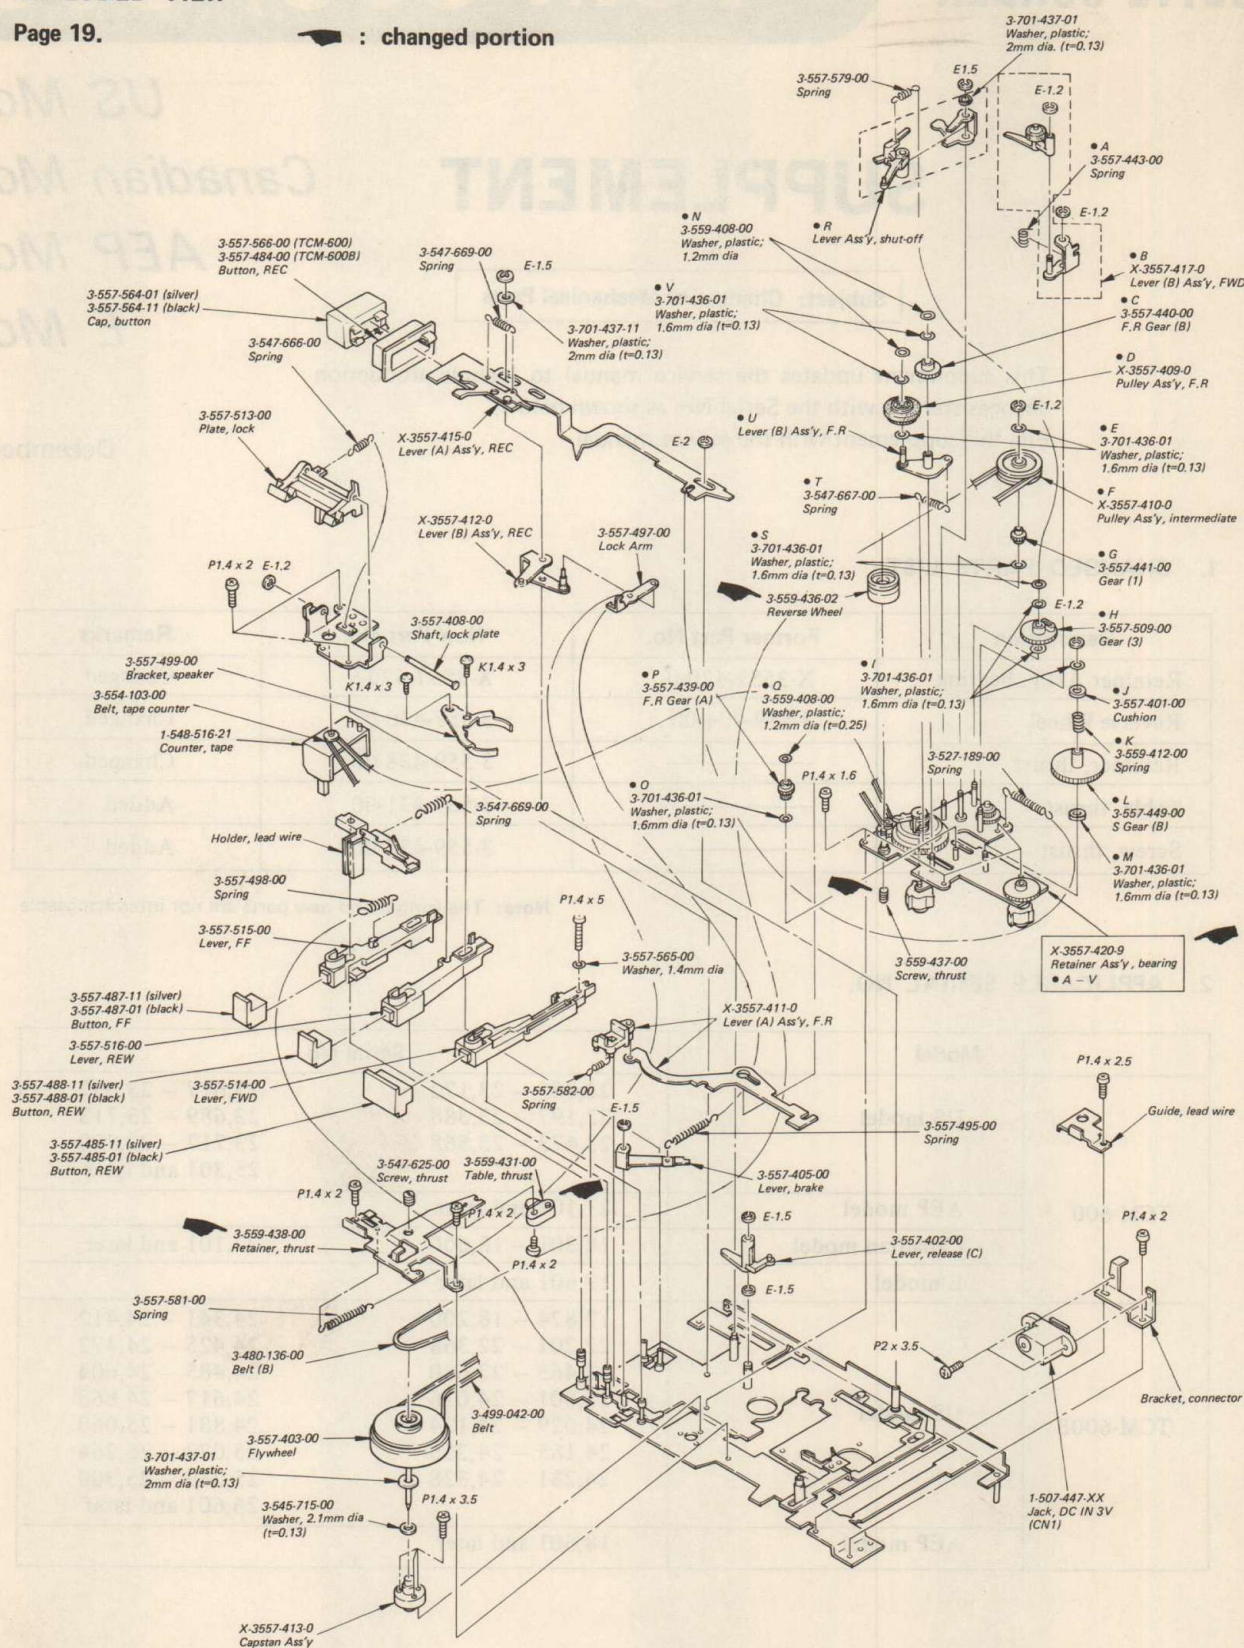 Page 19.
: changed portion
3-701-437-01
Washer, plastic;
2mm dia. (t=0.13)
3-557-579-00
Spring
E1.5
E-1.2
• A
3-557-443-00
Spring
E-1.2
• B
X-3557-417-0
Lever (B) Ass'y, FWD
• C
3-557-440-00
F.R Gear (B)
• D
X-3557-409-0
Pulley Ass'y, F.R
E-1.2
• E
3-701-436-01
Washer, plastic;
1.6mm dia (t=0.13)
• F
X-3557-410-0
Pulley Ass'y, intermediate
• G
3-557-441-00
Gear (1)
E-1.2
• H
3-557-509-00
Gear (3)
• J
3-557-401-00
Cushion
• K
3-559-412-00
Spring
• L
3-557-449-00
S Gear (B)
• M
3-701-436-01
Washer, plastic;
1.6mm dia (t=0.13)
• N
3-559-408-00
Washer, plastic;
1.2mm dia
• R
Lever Ass'y, shut-off
• V
3-701-436-01
Washer, plastic;
1.6mm dia (t=0.13)
• U
Lever (B) Ass'y, F.R
• T
3-547-667-00
Spring
• S
3-701-436-01
Washer, plastic;
1.6mm dia (t=0.13)
3-559-436-02
Reverse Wheel
• I
3-701-436-01
Washer, plastic;
1.6mm dia (t=0.13)
• P
3-557-439-00
F.R Gear (A)
• Q
3-559-408-00
Washer, plastic;
1.2mm dia (t=0.25)
P1.4 x 1.6
• O
3-701-436-01
Washer, plastic;
1.6mm dia (t=0.13)
3-527-189-00
Spring
3-559-437-00
Screw, thrust
X-3557-420-9
Retainer Ass'y, bearing
• A – V
3-557-566-00 (TCM-600)
3-557-484-00 (TCM-600B)
Button, REC
3-557-564-01 (silver)
3-557-564-11 (black)
Cap, button
3-547-669-00
Spring
E-1.5
3-701-437-11
Washer, plastic;
2mm dia (t=0.13)
3-547-666-00
Spring
3-557-513-00
Plate, lock
X-3557-415-0
Lever (A) Ass'y, REC
E-2
X-3557-412-0
Lever (B) Ass'y, REC
3-557-497-00
Lock Arm
P1.4 x 2
E-1.2
3-557-408-00
Shaft, lock plate
3-557-499-00
Bracket, speaker
K1.4 x 3
K1.4 x 3
3-554-103-00
Belt, tape counter
1-548-516-21
Counter, tape
3-547-669-00
Spring
Holder, lead wire
3-557-498-00
Spring
3-557-515-00
Lever, FF
P1.4 x 5
3-557-565-00
Washer, 1.4mm dia
3-557-487-11 (silver)
3-557-487-01 (black)
Button, FF
3-557-516-00
Lever, REW
3-557-488-11 (silver)
3-557-488-01 (black)
Button, REW
3-557-514-00
Lever, FWD
3-557-485-11 (silver)
3-557-485-01 (black)
Button, REW
X-3557-411-0
Lever (A) Ass'y, F.R
3-557-582-00
Spring
E-1.5
3-557-495-00
Spring
3-557-405-00
Lever, brake
P1.4 x 2.5
Guide, lead wire
P1.4 x 2
3-547-625-00
Screw, thrust
3-559-431-00
Table, thrust
P1.4 x 2
P1.4 x 2
P1.4 x 2
3-559-438-00
Retainer, thrust
E-1.5
3-557-402-00
Lever, release (C)
E-1.5
3-557-581-00
Spring
3-480-136-00
Belt (B)
P2 x 3.5
Bracket, connector
3-499-042-00
Belt
3-557-403-00
Flywheel
3-701-437-01
Washer, plastic;
2mm dia (t=0.13)
3-545-715-00
Washer, 2.1mm dia
(t=0.13)
P1.4 x 3.5
1-507-447-XX
Jack, DC IN 3V
(CN1)
X-3557-413-0
Capstan Ass'y